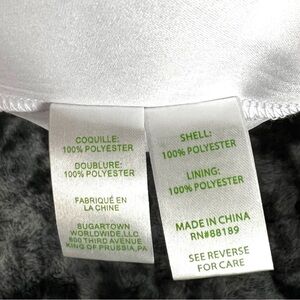 COQUILLE:
100% POLYESTER
DOUBLURE:
100% POLYESTER
FABRIQUÉ EN
LA CHINE
SUGARTOWN
WORLDWIDE,LLC
800 THIRD AVENUE
KING OF PRUSSIA,PA
SHELL:
100% POLYESTER
LINING:
100% POLYESTER
MADE IN CHINA
RN#88189
SEE REVERSE
FOR CARE